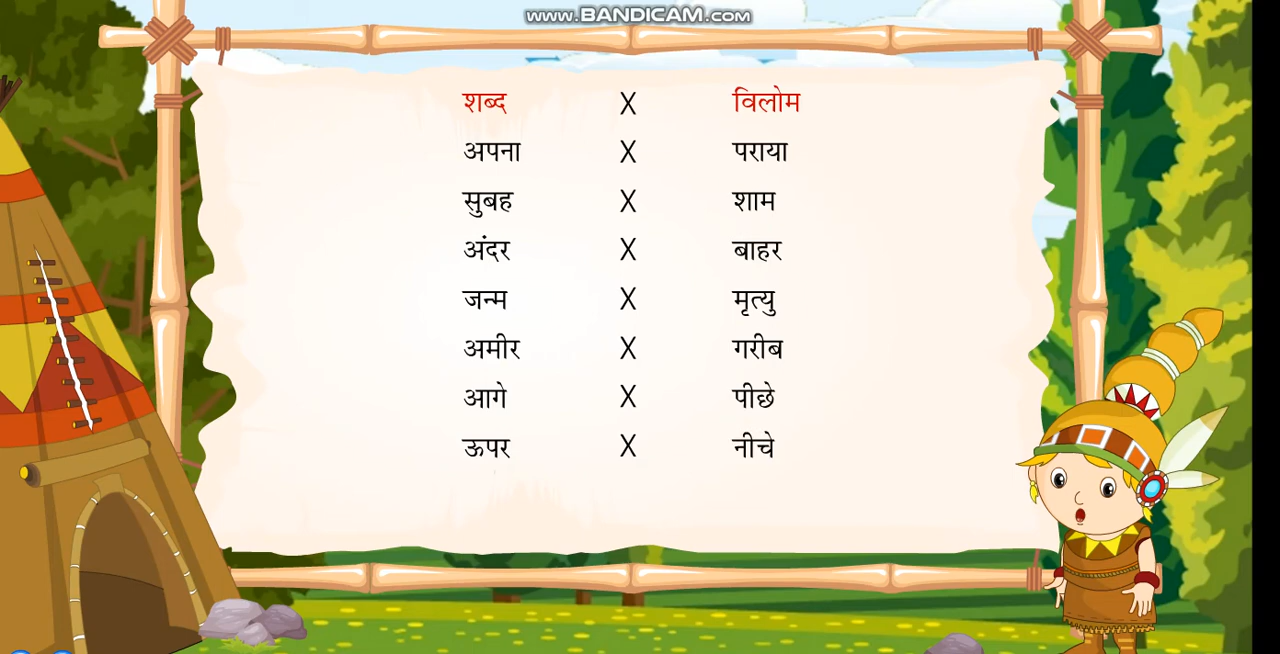 www.BANDICAM.com
शब्द X विलोम
अपना X पराया
सुबह X शाम
अंदर X बाहर
जन्म X मृत्यु
अमीर X गरीब
आगे X पीछे
ऊपर X नीचे